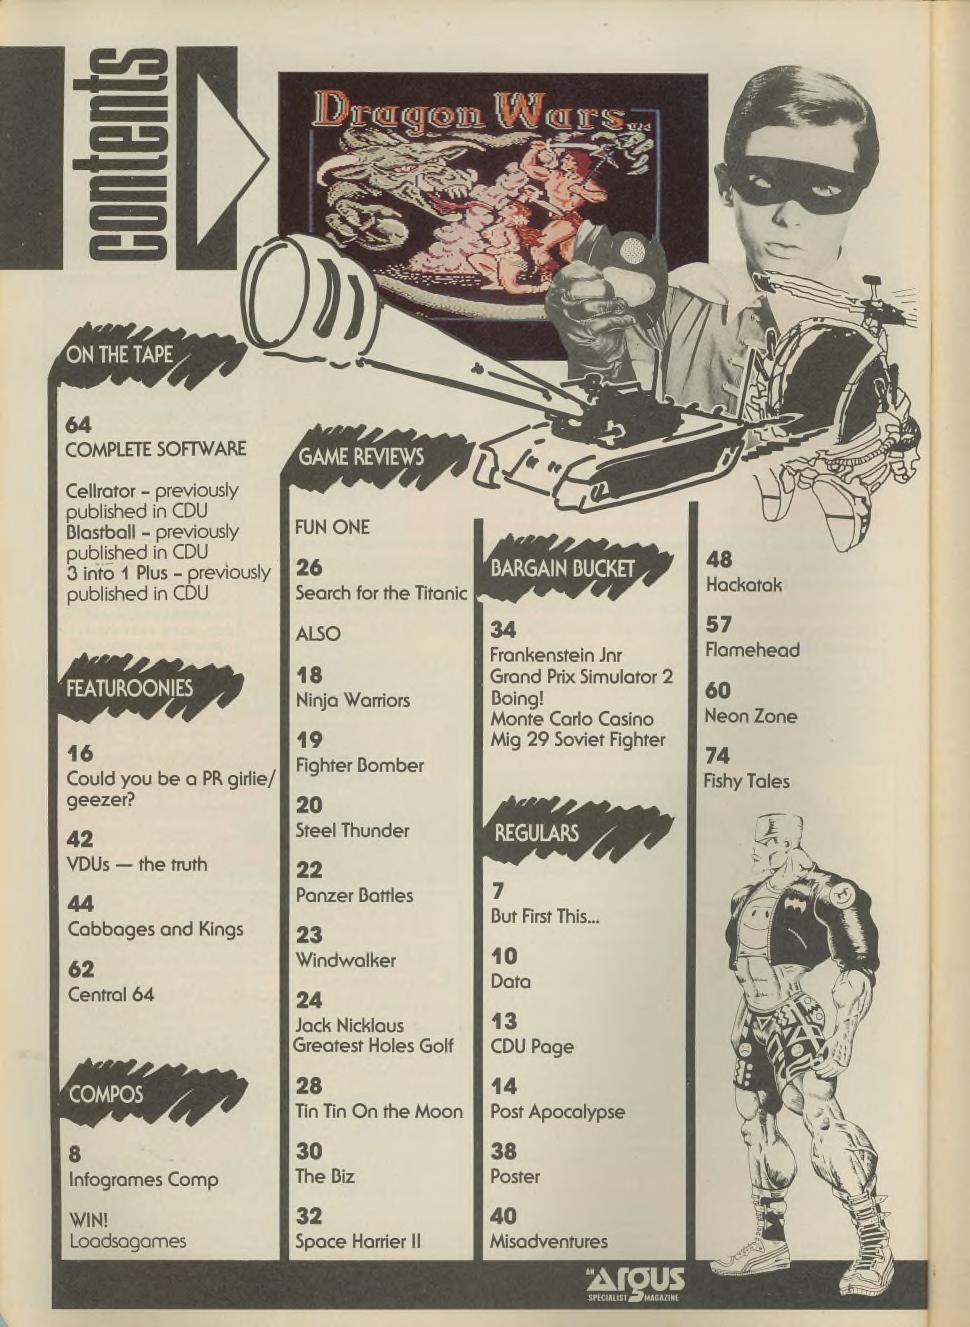 contents
Dragon Wars
ON THE TAPE
64
COMPLETE SOFTWARE
Cellrator – previously
published in CDU
Blastball – previously
published in CDU
3 into 1 Plus – previously
published in CDU
FEATUROONIES
16
Could you be a PR girlie/
geezer?
42
VDUs — the truth
44
Cabbages and Kings
62
Central 64
COMPOS
8
Infogrames Comp
WIN!
Loadsagames
GAME REVIEWS
FUN ONE
26
Search for the Titanic
ALSO
18
Ninja Warriors
19
Fighter Bomber
20
Steel Thunder
22
Panzer Battles
23
Windwalker
24
Jack Nicklaus
Greatest Holes Golf
28
Tin Tin On the Moon
30
The Biz
32
Space Harrier II
BARGAIN BUCKET
34
Frankenstein Jnr
Grand Prix Simulator 2
Boing!
Monte Carlo Casino
Mig 29 Soviet Fighter
REGULARS
7
But First This...
10
Data
13
CDU Page
14
Post Apocalypse
38
Poster
40
Misadventures
48
Hackatak
57
Flamehead
60
Neon Zone
74
Fishy Tales
AN
Argus
SPECIALIST MAGAZINE